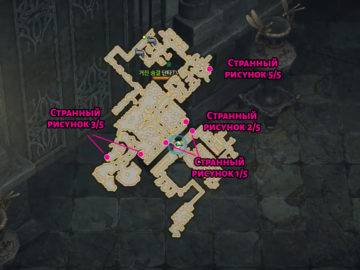 Странный
рисунок 5/5
Странный
рисунок 3/5
Странный
рисунок 2/5
Странный
рисунок 1/5